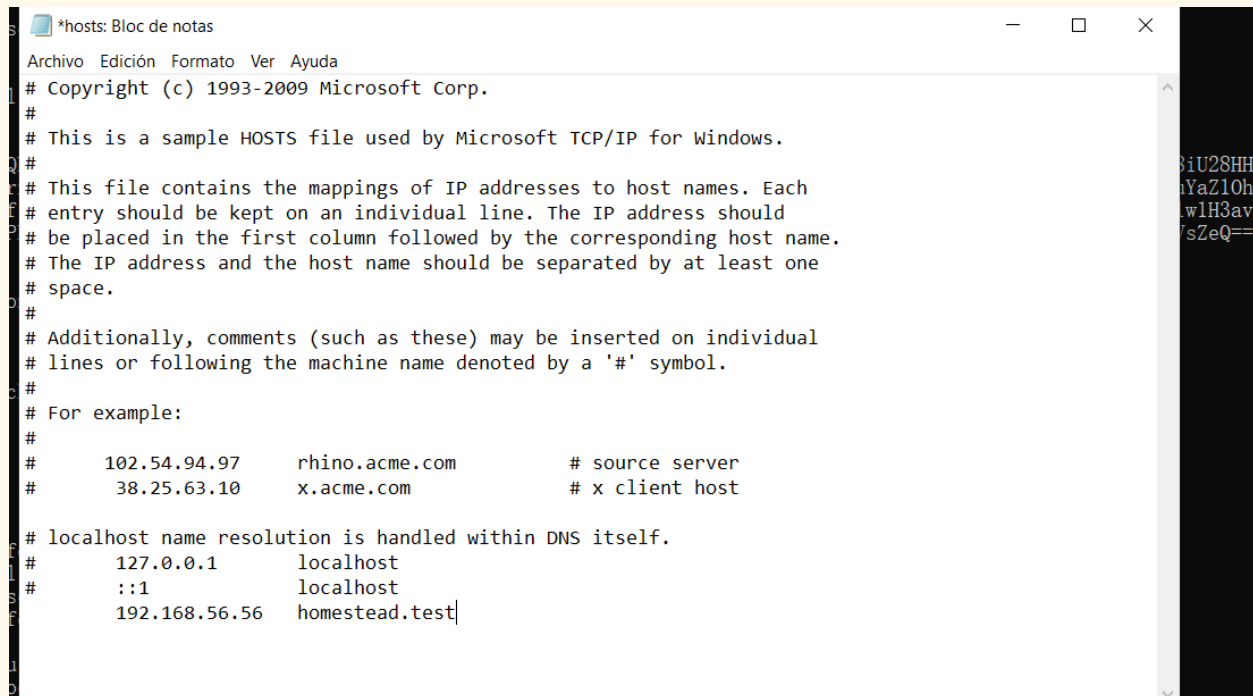 *hosts: Bloc de notas
Archivo Edición Formato Ver Ayuda
# Copyright (c) 1993-2009 Microsoft Corp.
#
# This is a sample HOSTS file used by Microsoft TCP/IP for Windows.
#
# This file contains the mappings of IP addresses to host names. Each
# entry should be kept on an individual line. The IP address should
# be placed in the first column followed by the corresponding host name.
# The IP address and the host name should be separated by at least one
# space.
#
# Additionally, comments (such as these) may be inserted on individual
# lines or following the machine name denoted by a '#' symbol.
#
# For example:
#
#      102.54.94.97     rhino.acme.com          # source server
#       38.25.63.10     x.acme.com              # x client host

# localhost name resolution is handled within DNS itself.
#       127.0.0.1       localhost
#       ::1             localhost
        192.168.56.56   homestead.test